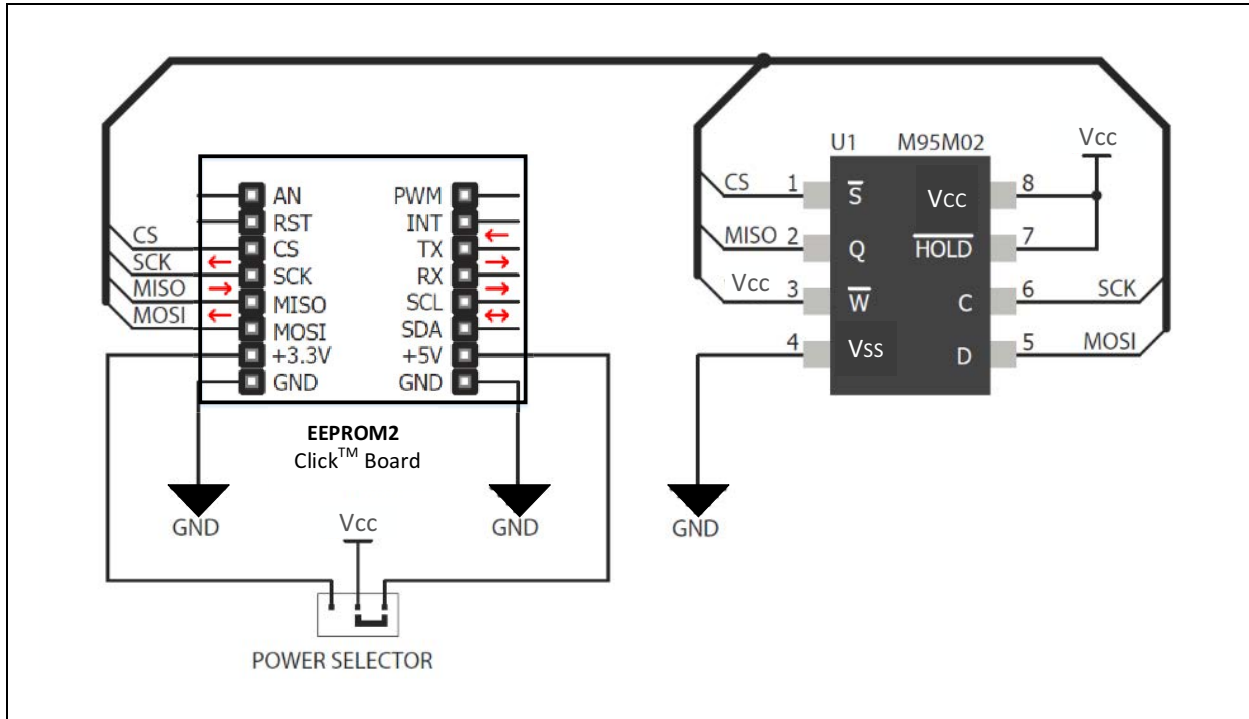 U1 M95M02
Vcc
CS 1 S̅ Vcc 8
MISO 2 Q H̅O̅L̅D̅ 7
Vcc 3 W̅ C 6 SCK
4 Vss D 5 MOSI
GND
AN PWM
RST INT
CS CS TX
SCK SCK RX
MISO MISO SCL
MOSI MOSI SDA
+3.3V +5V
GND GND
EEPROM2
Click™ Board
GND GND
Vcc
POWER SELECTOR